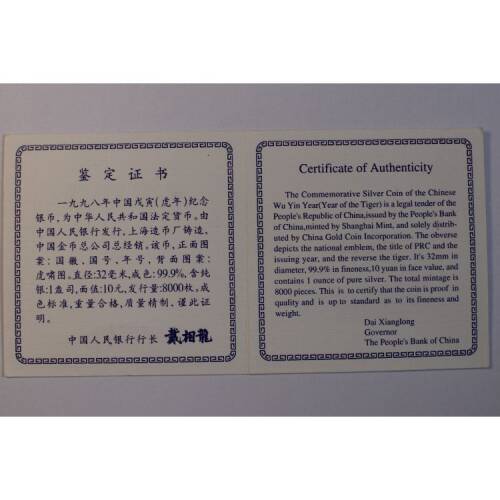 鉴定证书
一九九八年中国戊寅(虎年)纪念
银币,为中华人民共和国法定货币。由
中国人民银行发行,上海造币厂铸造,
中国金币总公司总经销。该币,正面图
案:国徽、国号、年号,背面图案:
虎啸图。直径:32毫米,成色:99.9%,含纯
银:1盎司,面值:10元,发行量:8000枚,成
色标准,重量合格,质量精制,谨此证
明。
中国人民银行行长 戴相龍
Certificate of Authenticity
The Commemorative Silver Coin of the Chinese
Wu Yin Year(Year of the Tiger) is a legal tender of the
People's Republic of China,issued by the People's Bank
of China,minted by Shanghai Mint, and solely distrib-
uted by China Gold Coin Incorporation. The obverse
depicts the national emblem, the title of PRC and the
issuing year, and the reverse the tiger. It's 32mm in
diameter, 99.9% in fineness,10 yuan in face value, and
contains 1 ounce of pure silver. The total mintage is
8000 pieces. This is to certify that the coin is proof in
quality and is up to standard as to its fineness and
weight.
Dai Xianglong
Governor
The People's Bank of China